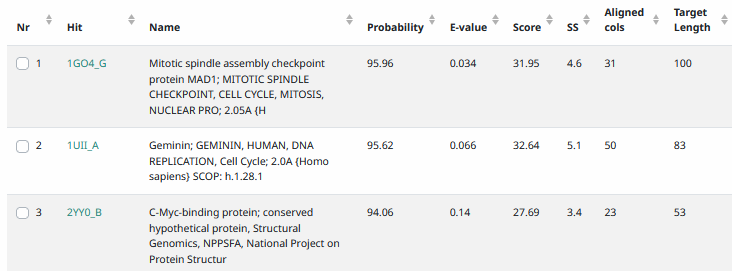 Nr Hit Name Probability E-value Score SS Aligned cols Target Length
1 1GO4_G Mitotic spindle assembly checkpoint 95.96 0.034 31.95 4.6 31 100
protein MAD1; MITOTIC SPINDLE
CHECKPOINT, CELL CYCLE, MITOSIS,
NUCLEAR PRO; 2.05A {H
2 1UII_A Geminin; GEMININ, HUMAN, DNA 95.62 0.066 32.64 5.1 50 83
REPLICATION, Cell Cycle; 2.0A {Homo
sapiens} SCOP: h.1.28.1
3 2YY0_B C-Myc-binding protein; conserved 94.06 0.14 27.69 3.4 23 53
hypothetical protein, Structural
Genomics, NPPSFA, National Project on
Protein Structur